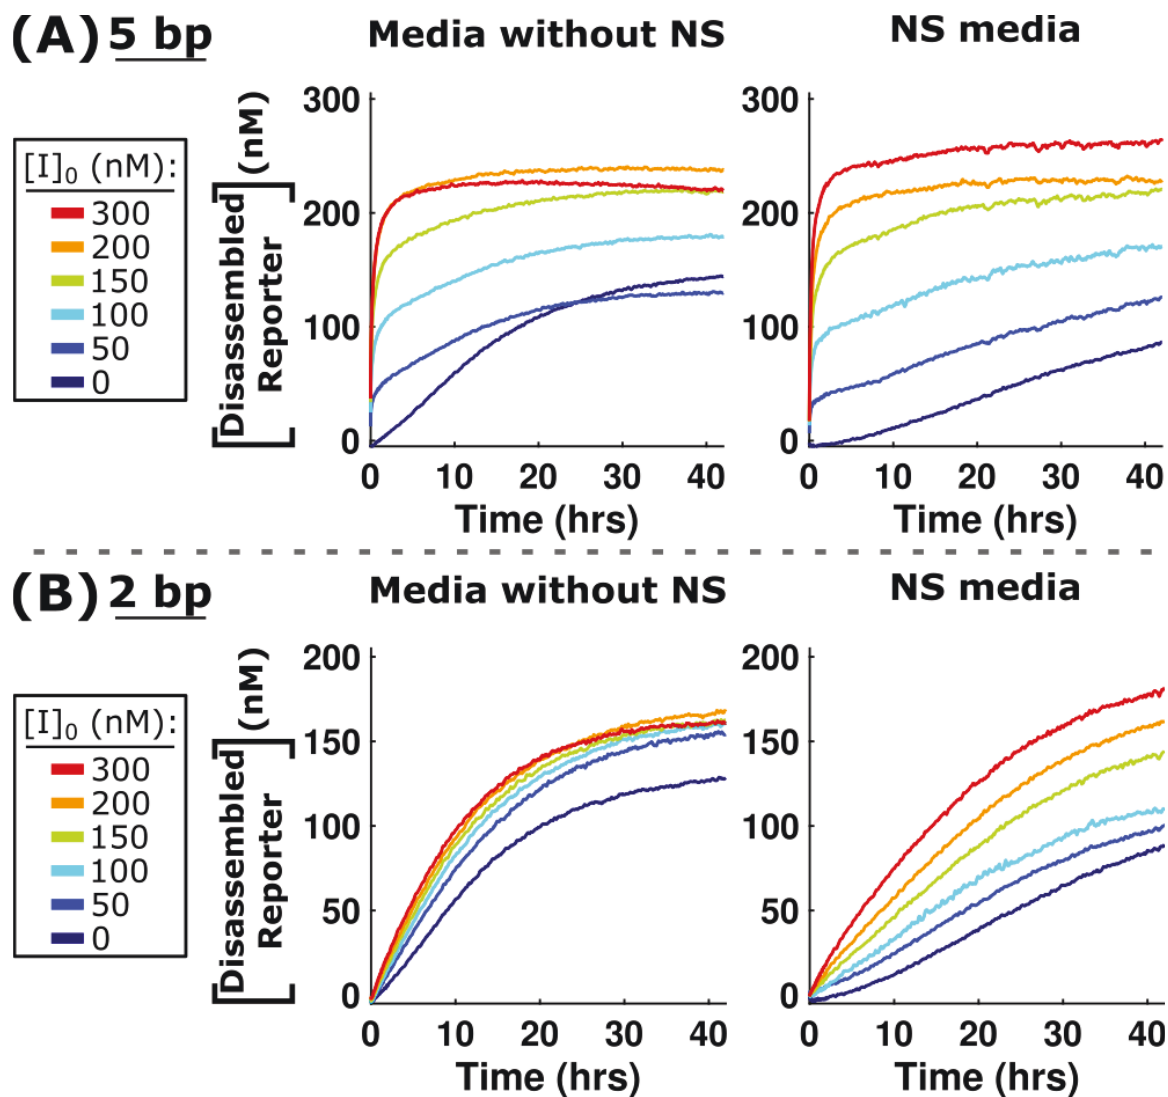 (A) 5 bp
Media without NS
NS media
[I]₀ (nM):
300
200
150
100
50
0
[Disassembled Reporter] (nM)
300
200
100
0
0 10 20 30 40
Time (hrs)
300
200
100
0
0 10 20 30 40
Time (hrs)
(B) 2 bp
Media without NS
NS media
[I]₀ (nM):
300
200
150
100
50
0
[Disassembled Reporter] (nM)
200
150
100
50
0
0 10 20 30 40
Time (hrs)
200
150
100
50
0
0 10 20 30 40
Time (hrs)